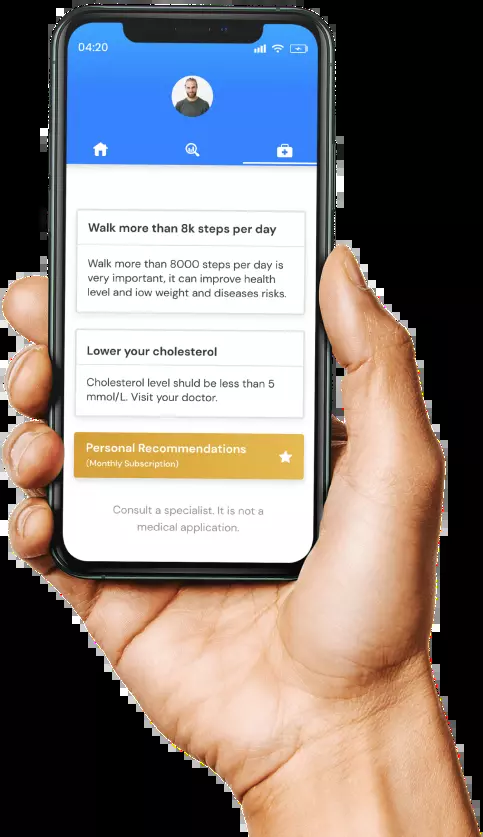 04:20
Walk more than 8k steps per day
Walk more than 8000 steps per day is
very important, it can improve health
level and iow weight and diseases risks.
Lower your cholesterol
Cholesterol level shuld be less than 5
mmol/L. Visit your doctor.
Personal Recommendations
(Monthly Subscription)
Consult a specialist. It is not a
medical application.